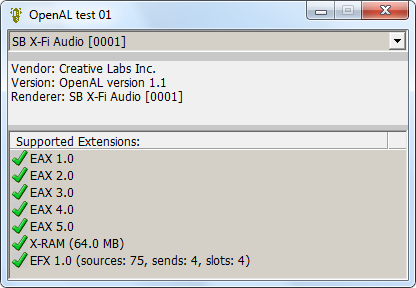 OpenAL test 01
SB X-Fi Audio [0001]
Vendor: Creative Labs Inc.
Version: OpenAL version 1.1
Renderer: SB X-Fi Audio [0001]
Supported Extensions:
EAX 1.0
EAX 2.0
EAX 3.0
EAX 4.0
EAX 5.0
X-RAM (64.0 MB)
EFX 1.0 (sources: 75, sends: 4, slots: 4)